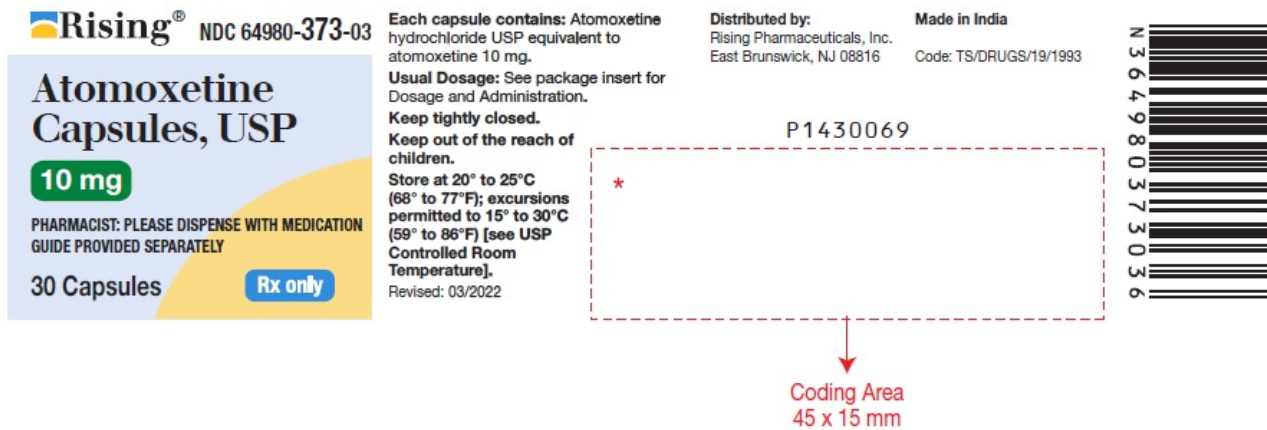 Rising® NDC 64980-373-03
Atomoxetine
Capsules, USP
10 mg
PHARMACIST: PLEASE DISPENSE WITH MEDICATION
GUIDE PROVIDED SEPARATELY
30 Capsules
Rx only
Each capsule contains: Atomoxetine
hydrochloride USP equivalent to
atomoxetine 10 mg.
Usual Dosage: See package insert for
Dosage and Administration.
Keep tightly closed.
Keep out of the reach of
children.
Store at 20° to 25°C
(68° to 77°F); excursions
permitted to 15° to 30°C
(59° to 86°F) [see USP
Controlled Room
Temperature].
Revised: 03/2022
Distributed by:
Rising Pharmaceuticals, Inc.
East Brunswick, NJ 08816
Made in India
Code: TS/DRUGS/19/1993
P1430069
*
Coding Area
45 x 15 mm
N364980373036